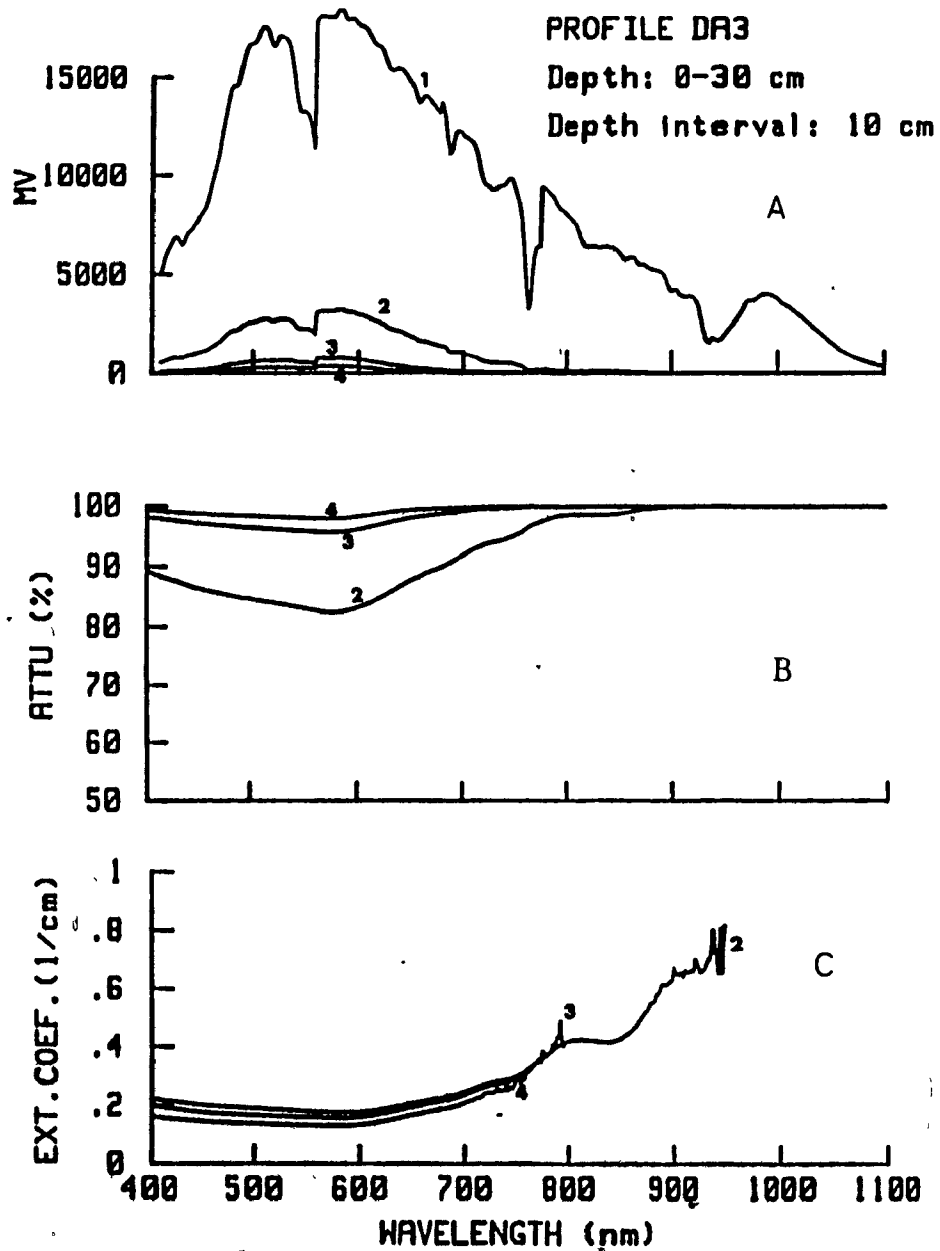 PROFILE DA3
Depth: 0-30 cm
Depth interval: 10 cm
MV
15000
10000
5000
0
1
2
3
4
A
ATTU (%)
100
90
80
70
60
50
4
3
2
B
EXT.COEF.(1/cm)
1
.8
.6
.4
.2
0
2
3
4
C
400 500 600 700 800 900 1000 1100
WAVELENGTH (nm)